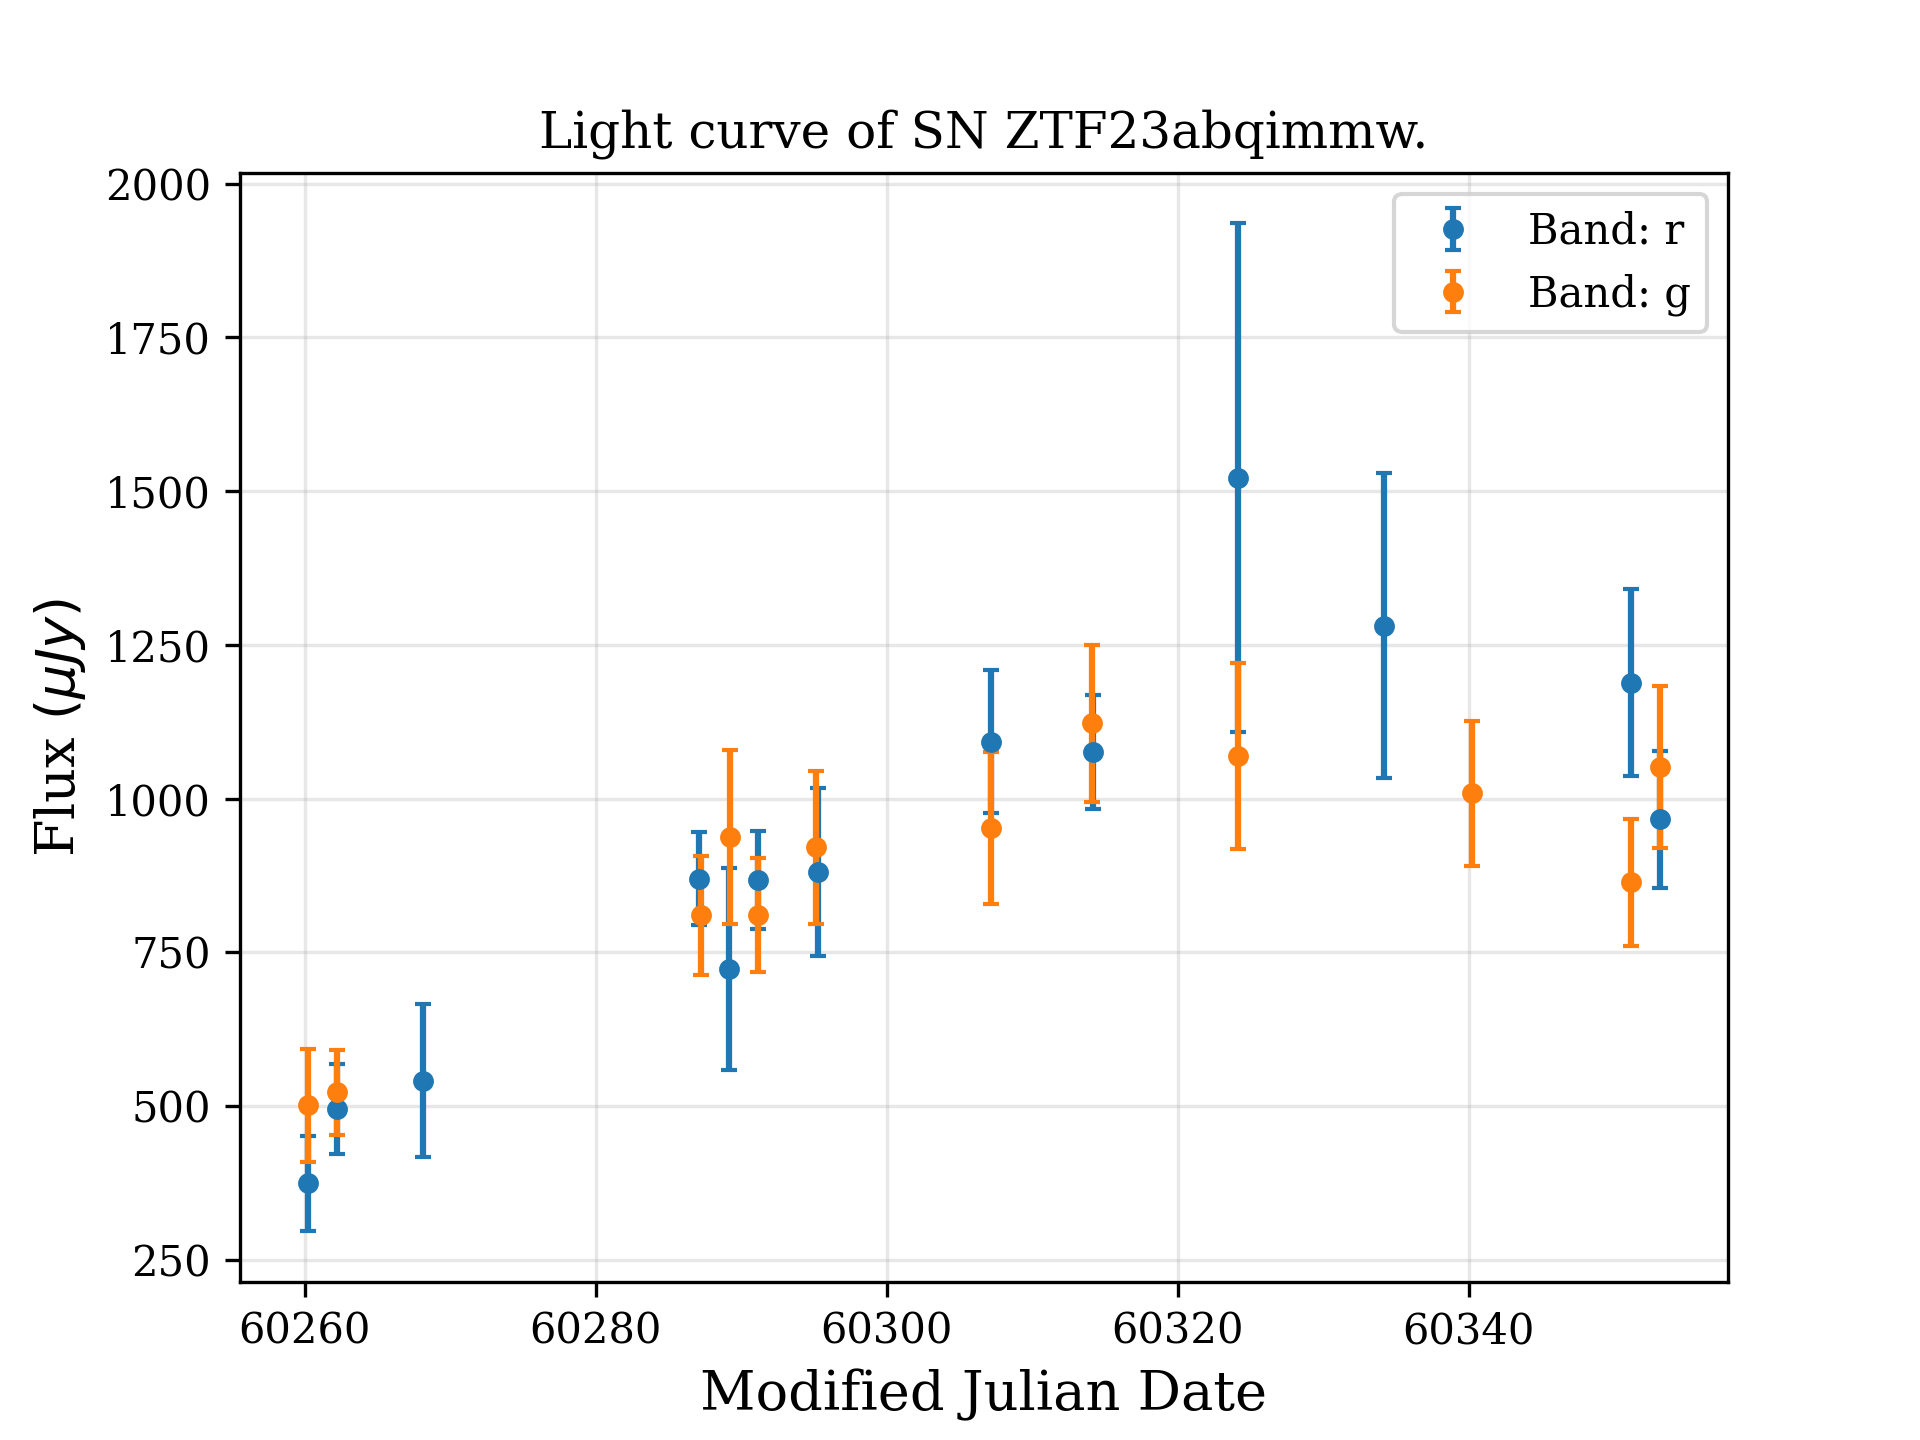 Light curve of SN ZTF23abqimmw.
2000
1750
1500
1250
1000
750
500
250
Flux (μJy)
Band: r
Band: g
60260 60280 60300 60320 60340
Modified Julian Date